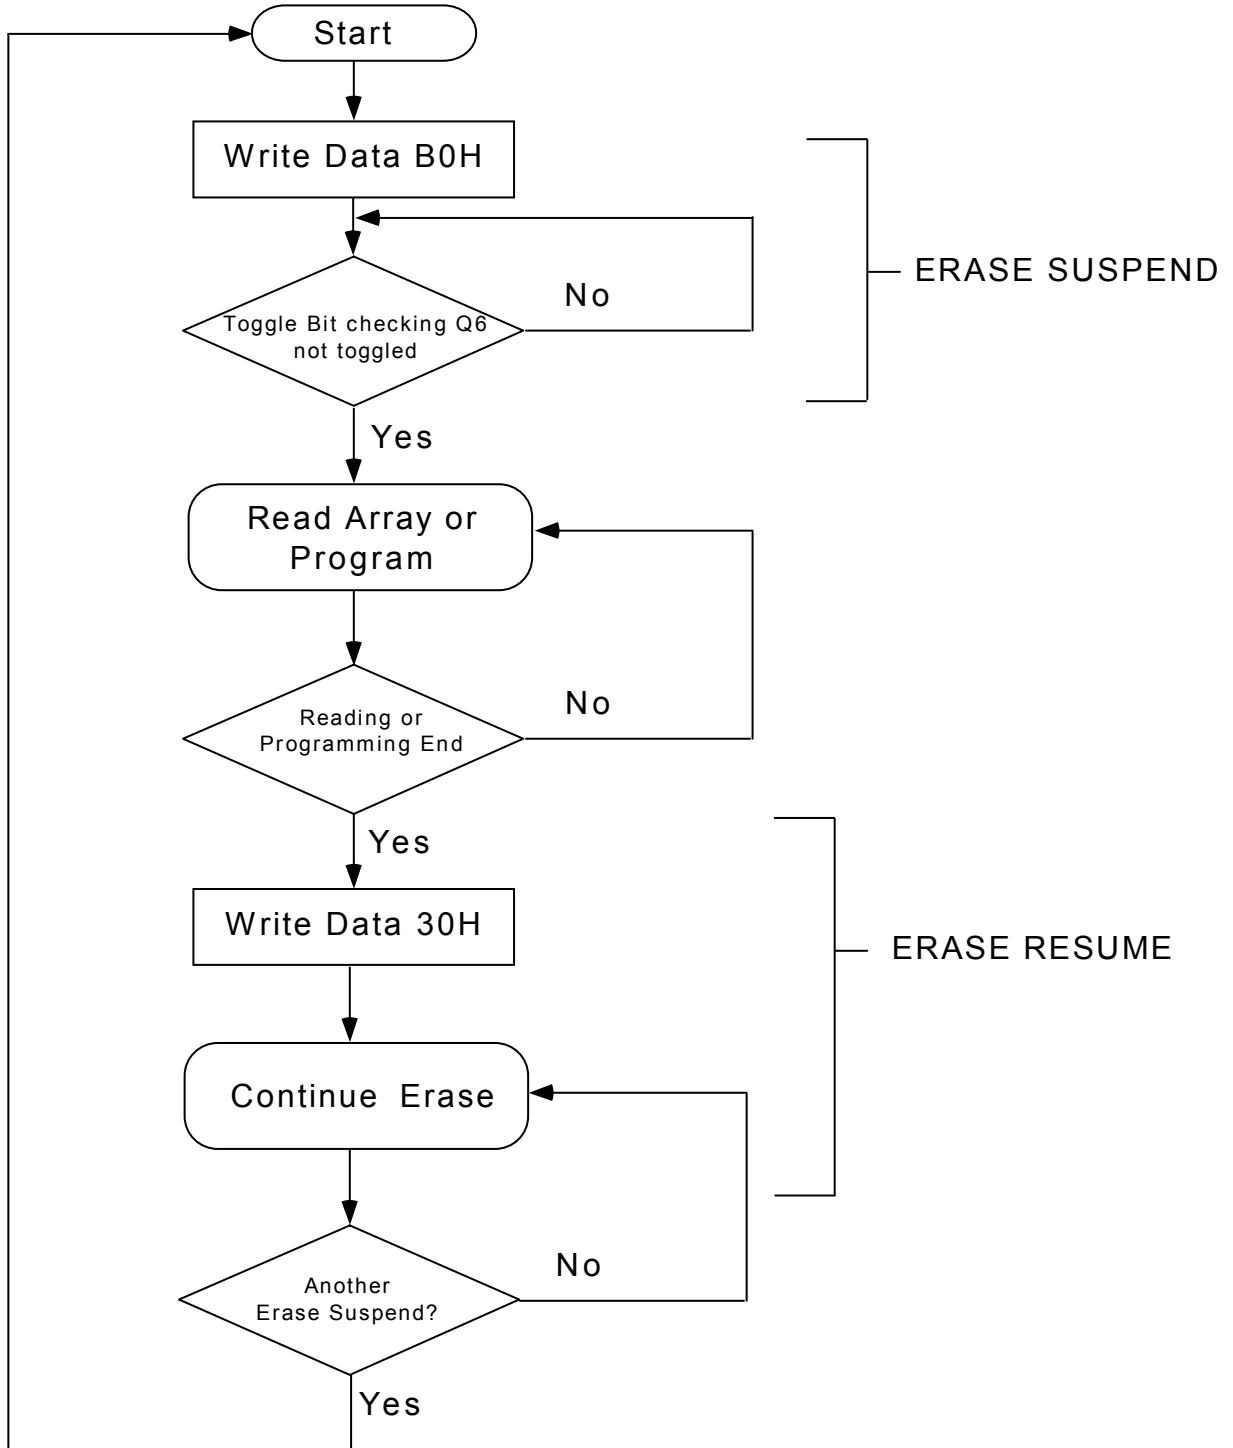 Start
Write Data B0H
ERASE SUSPEND
No
Toggle Bit checking Q6
not toggled
Yes
Read Array or
Program
No
Reading or
Programming End
Yes
Write Data 30H
ERASE RESUME
Continue Erase
No
Another
Erase Suspend?
Yes